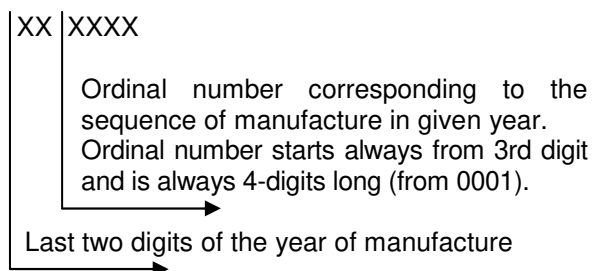 XX XXXX
Ordinal number corresponding to the
sequence of manufacture in given year.
Ordinal number starts always from 3rd digit
and is always 4-digits long (from 0001).
Last two digits of the year of manufacture